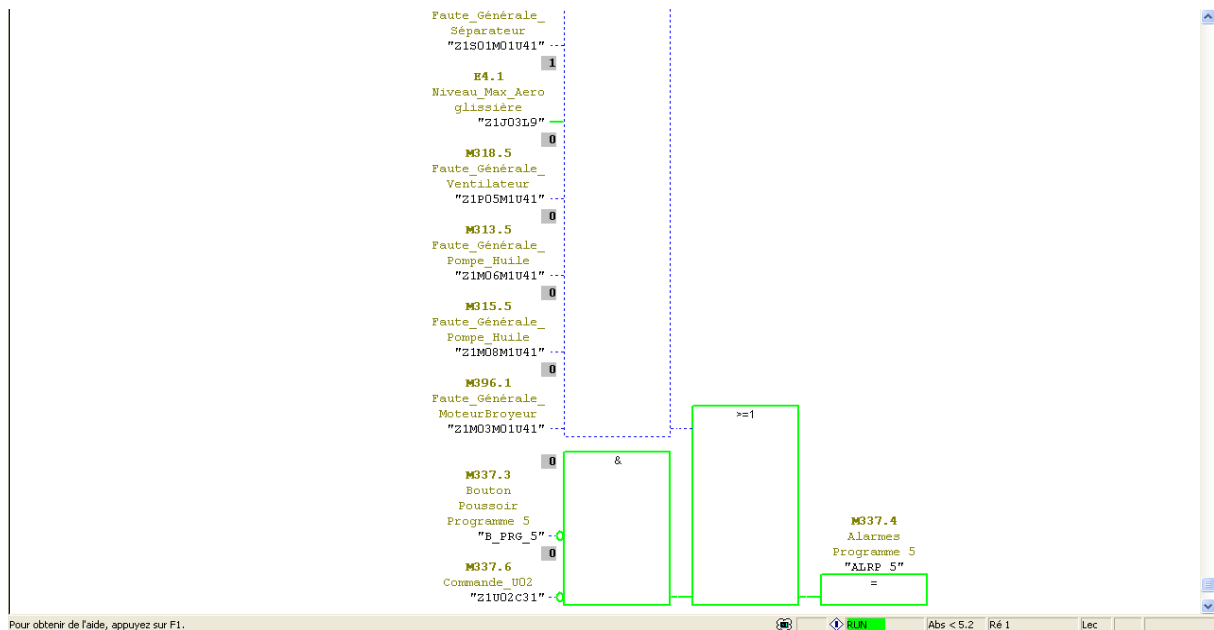 Faute_Générale_
Séparateur
"Z1S01M01U41"
1
E4.1
Niveau_Max_Aero
glissière
"Z1J03L9"
0
M318.5
Faute_Générale_
Ventilateur
"Z1P05M1U41"
0
M313.5
Faute_Générale_
Pompe_Huile
"Z1M06M1U41"
0
M315.5
Faute_Générale_
Pompe_Huile
"Z1M08M1U41"
0
M396.1
Faute_Générale_
MoteurBroyeur
"Z1M03M01U41"
>=1
0
&
M337.3
Bouton
Poussoir
Programme 5
"B_PRG_5"
0
M337.6
Commande_U02
"Z1U02C31"
M337.4
Alarmes
Programme 5
"ALRP 5"
=
Pour obtenir de l'aide, appuyez sur F1.
RUN
Abs < 5.2
Ré 1
Lec